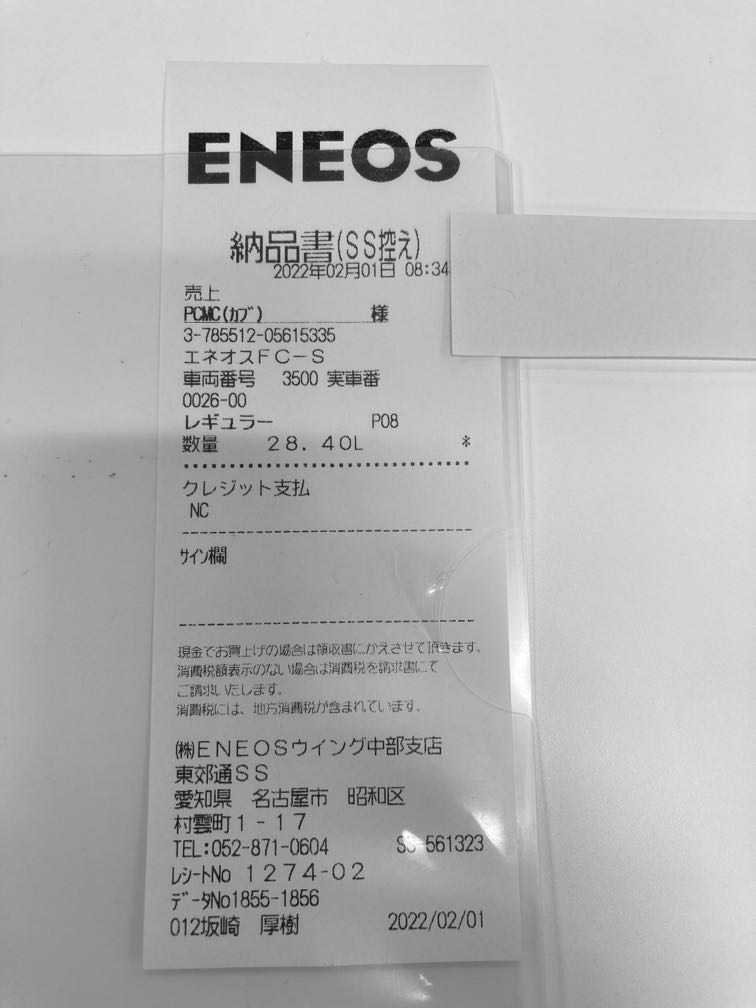 ENEOS
納品書(SS控え)
2022年02月01日 08:34
売上
PCMC(カブ) 様
3-785512-05615335
エネオスFC-S
車両番号 3500 実車番
0026-00
レギュラー P08
数量 28.40L *
クレジット支払
NC
サイン欄
現金でお買上げの場合は領収書にかえさせて頂きます。
消費税額表示のない場合は消費税を請求書にて
ご請求いたします。
消費税には、地方消費税が含まれています。
(株)ENEOSウイング中部支店
東郊通SS
愛知県 名古屋市 昭和区
村雲町1-17
TEL:052-871-0604 SS-561323
レシートNo 1274-02
データNo1855-1856
012坂崎 厚樹 2022/02/01